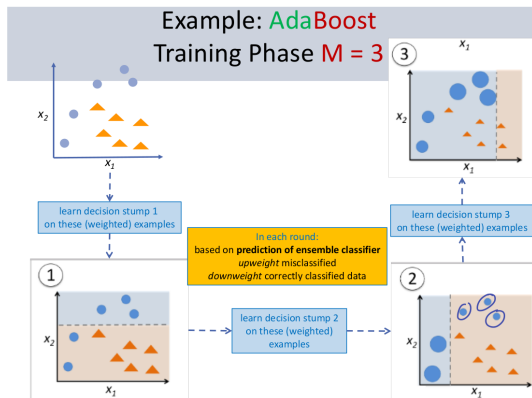 Example: AdaBoost
Training Phase M = 3
x1
3
x2
x1
x2
x1
learn decision stump 1
on these (weighted) examples
In each round:
based on prediction of ensemble classifier
upweight misclassified
downweight correctly classified data
learn decision stump 3
on these (weighted) examples
1
x2
x1
learn decision stump 2
on these (weighted)
examples
2
x2
x1